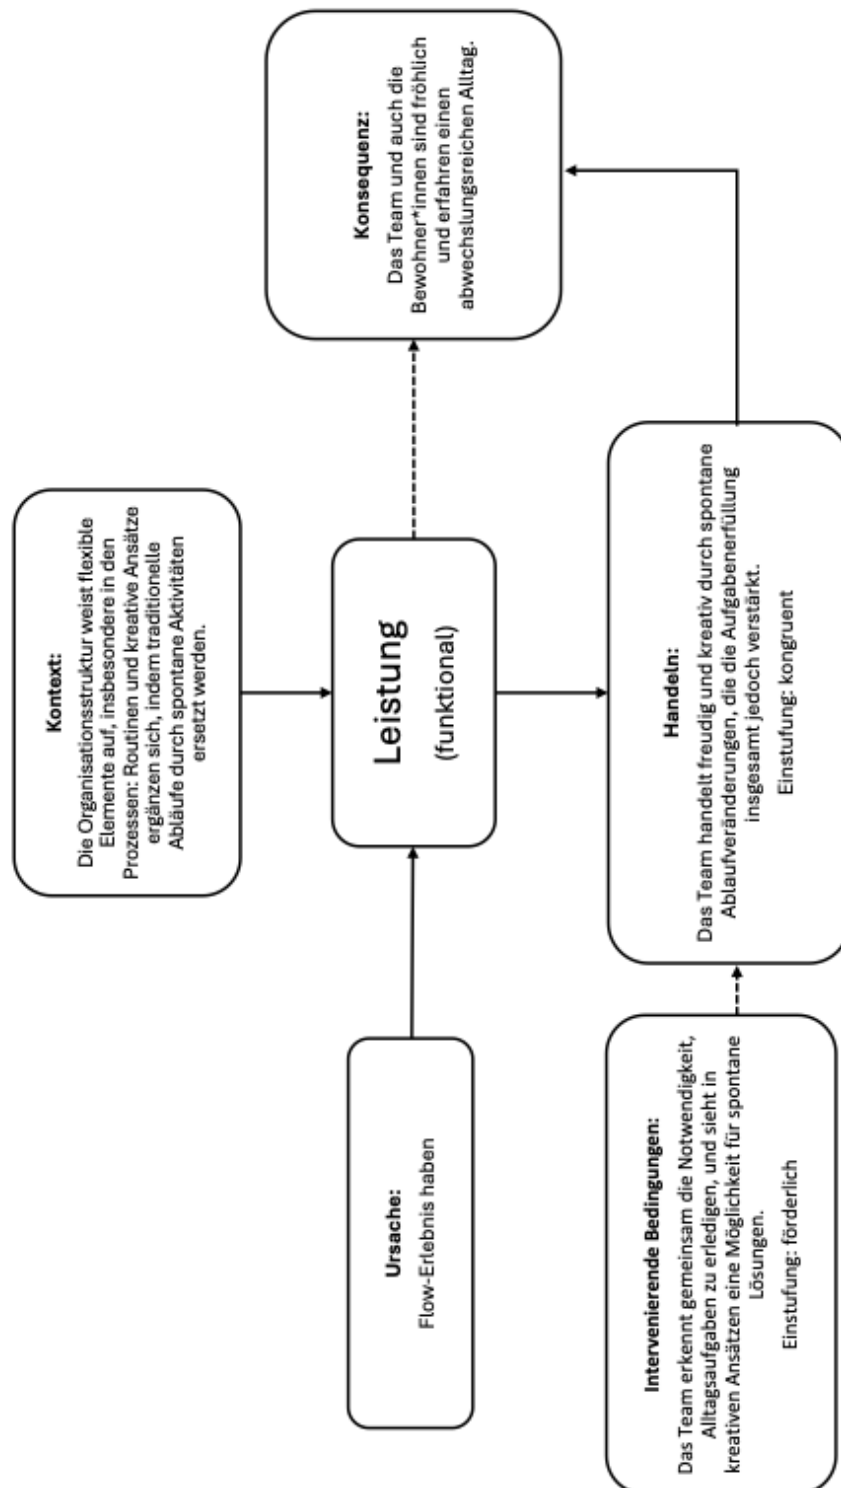 Kontext:
Die Organisationsstruktur weist flexible
Elemente auf, insbesondere in den
Prozessen: Routinen und kreative Ansätze
ergänzen sich, indem traditionelle
Abläufe durch spontane Aktivitäten
ersetzt werden.
Ursache:
Flow-Erlebnis haben
Leistung
(funktional)
Konsequenz:
Das Team und auch die
Bewohner*innen sind fröhlich
und erfahren einen
abwechslungsreichen Alltag.
Intervenierende Bedingungen:
Das Team erkennt gemeinsam die Notwendigkeit,
Alltagsaufgaben zu erledigen, und sieht in
kreativen Ansätzen eine Möglichkeit für spontane
Lösungen.
Einstufung: förderlich
Handeln:
Das Team handelt freudig und kreativ durch spontane
Ablaufveränderungen, die die Aufgabenerfüllung
insgesamt jedoch verstärkt.
Einstufung: kongruent